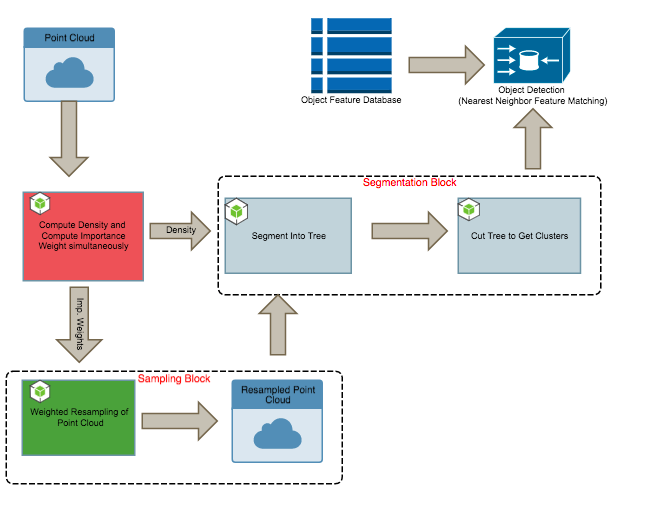 Point Cloud
Object Feature Database
Object Detection
(Nearest Neighbor Feature Matching)
Segmentation Block
Compute Density and
Compute Importance
Weight simultaneously
Density
Segment Into Tree
Cut Tree to Get Clusters
Imp. Weights
Sampling Block
Weighted Resampling of
Point Cloud
Resampled Point
Cloud